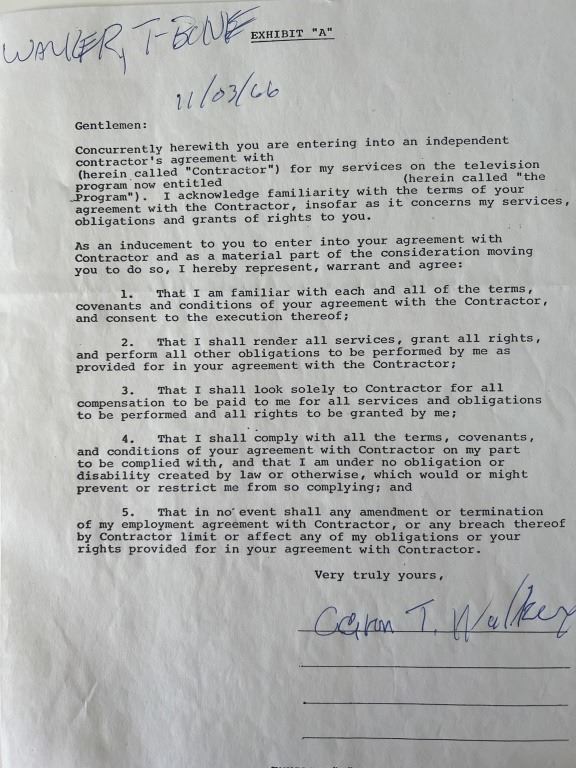 WALKER, T-BONE
EXHIBIT "A"
11/03/66
Gentlemen:
Concurrently herewith you are entering into an independent
contractor's agreement with
(herein called "Contractor") for my services on the television
program now entitled (herein called "the
Program"). I acknowledge familiarity with the terms of your
agreement with the Contractor, insofar as it concerns my services,
obligations and grants of rights to you.
As an inducement to you to enter into your agreement with
Contractor and as a material part of the consideration moving
you to do so, I hereby represent, warrant and agree:
1. That I am familiar with each and all of the terms,
covenants and conditions of your agreement with the Contractor,
and consent to the execution thereof;
2. That I shall render all services, grant all rights,
and perform all other obligations to be performed by me as
provided for in your agreement with the Contractor;
3. That I shall look solely to Contractor for all
compensation to be paid to me for all services and obligations
to be performed and all rights to be granted by me;
4. That I shall comply with all the terms, covenants,
and conditions of your agreement with Contractor on my part
to be complied with, and that I am under no obligation or
disability created by law or otherwise, which would or might
prevent or restrict me from so complying; and
5. That in no event shall any amendment or termination
of my employment agreement with Contractor, or any breach thereof
by Contractor limit or affect any of my obligations or your
rights provided for in your agreement with Contractor.
Very truly yours,
T. Walker